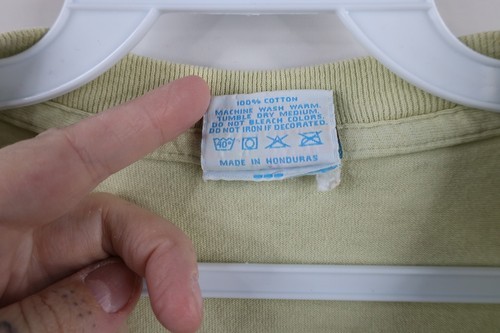 100% COTTON
MACHINE WASH WARM.
TUMBLE DRY MEDIUM.
DO NOT BLEACH COLORS.
DO NOT IRON IF DECORATED.
40°
MADE IN HONDURAS